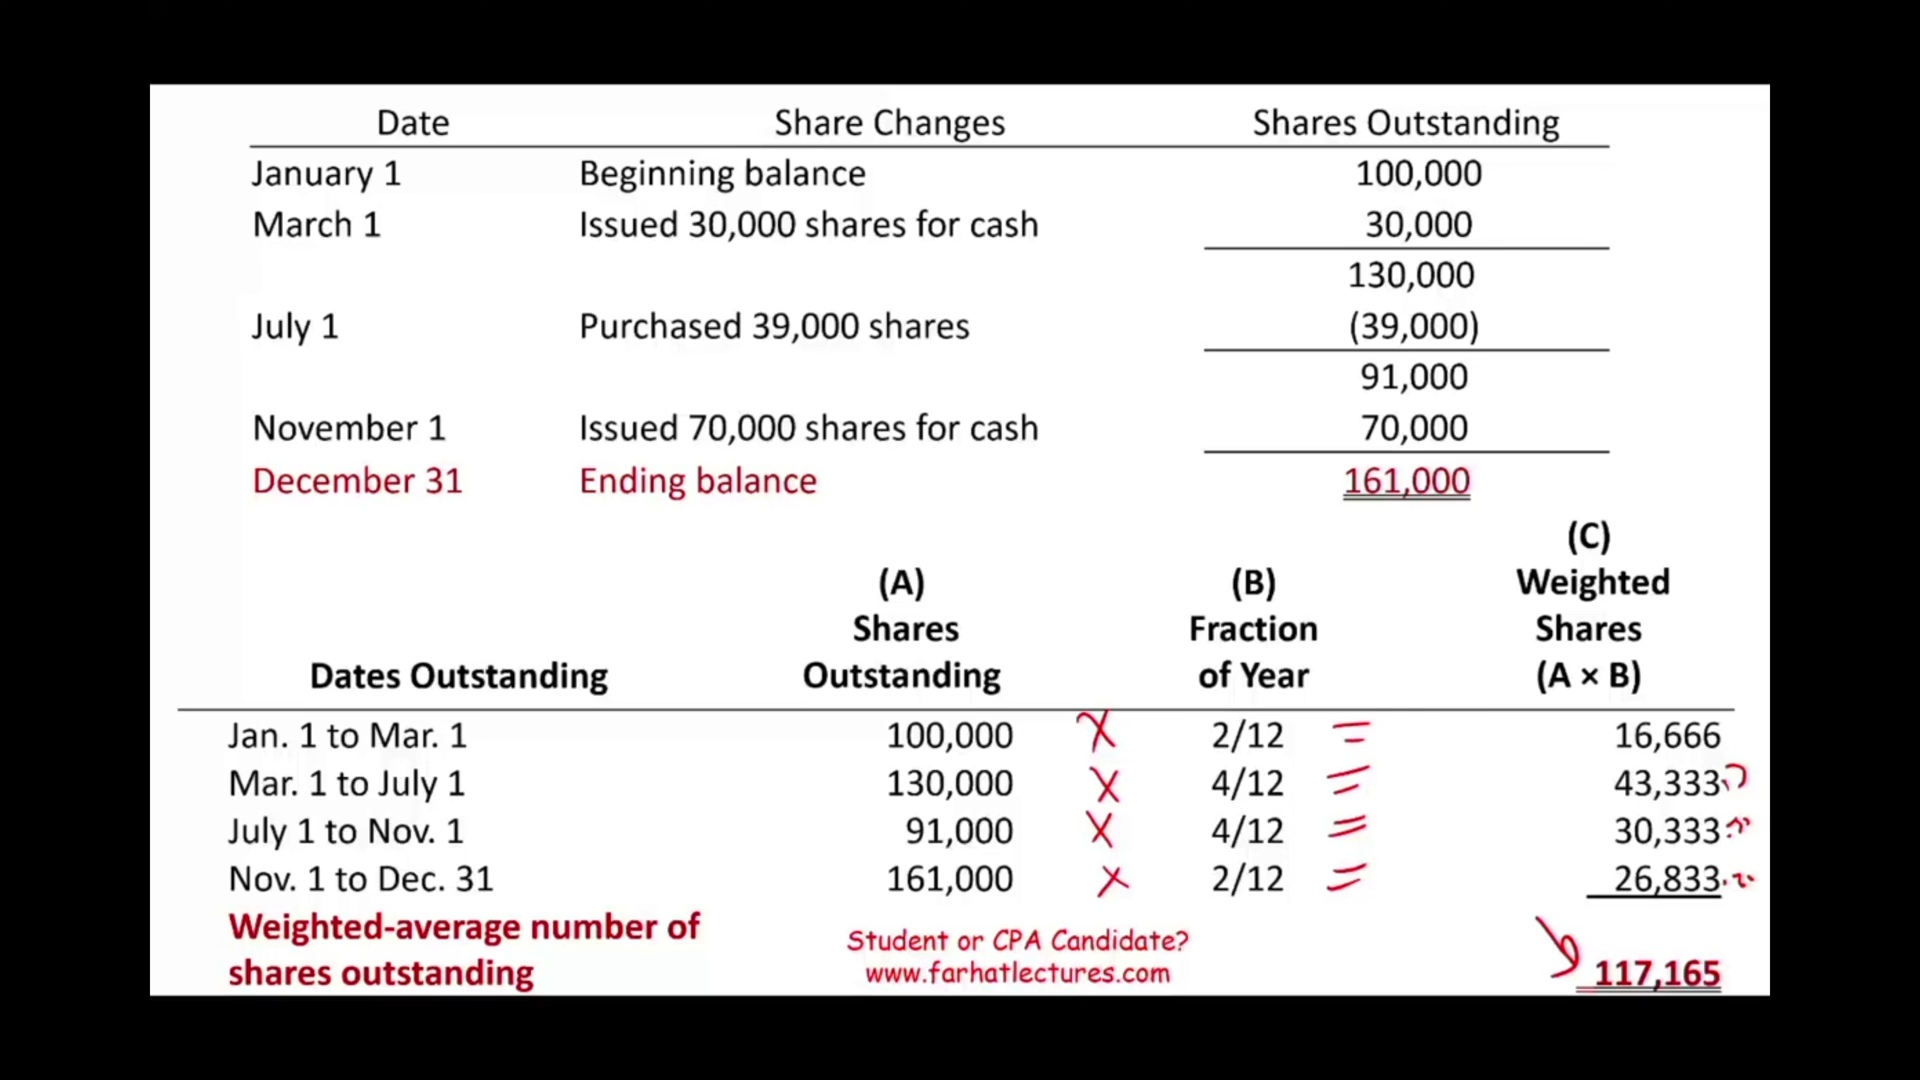 Date Share Changes Shares Outstanding
January 1 Beginning balance 100,000
March 1 Issued 30,000 shares for cash 30,000
130,000
July 1 Purchased 39,000 shares (39,000)
91,000
November 1 Issued 70,000 shares for cash 70,000
December 31 Ending balance 161,000
(C)
(A) (B) Weighted
Shares Fraction Shares
Dates Outstanding Outstanding of Year (A × B)
Jan. 1 to Mar. 1 100,000 X 2/12 = 16,666
Mar. 1 to July 1 130,000 X 4/12 = 43,333
July 1 to Nov. 1 91,000 X 4/12 = 30,333
Nov. 1 to Dec. 31 161,000 X 2/12 = 26,833
Weighted-average number of
shares outstanding 117,165
Student or CPA Candidate?
www.farhatlectures.com